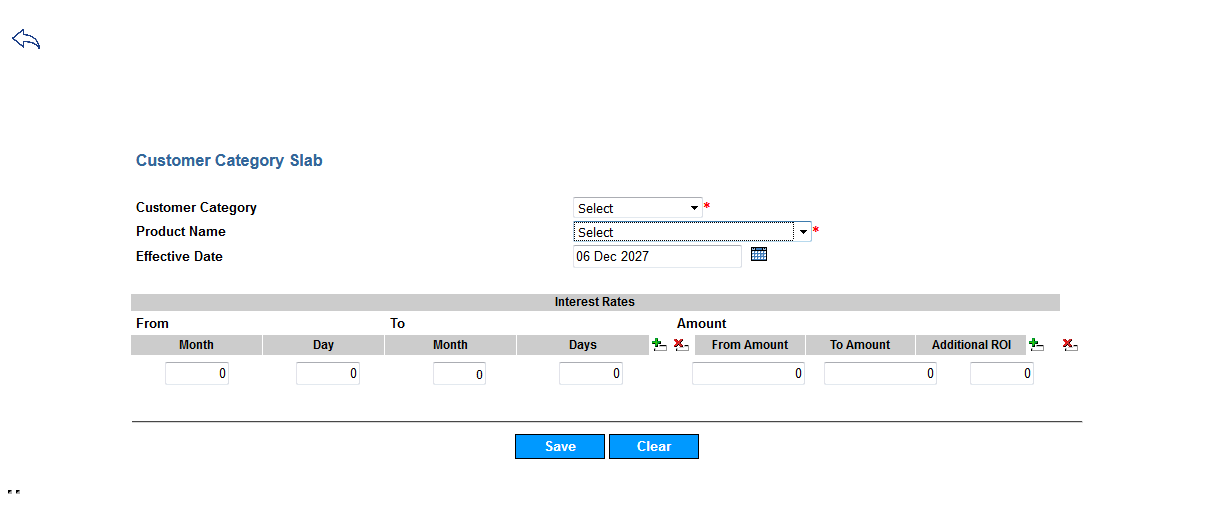 Customer Category Slab
Customer Category Select *
Product Name Select *
Effective Date 06 Dec 2027
Interest Rates
From To Amount
Month Day Month Days From Amount To Amount Additional ROI
0 0 0 0 0 0 0
Save Clear